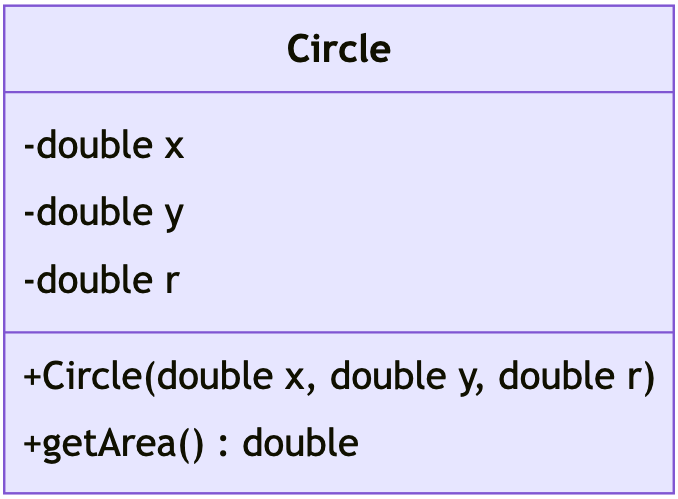 Circle
-double x
-double y
-double r
+Circle(double x, double y, double r)
+getArea() : double